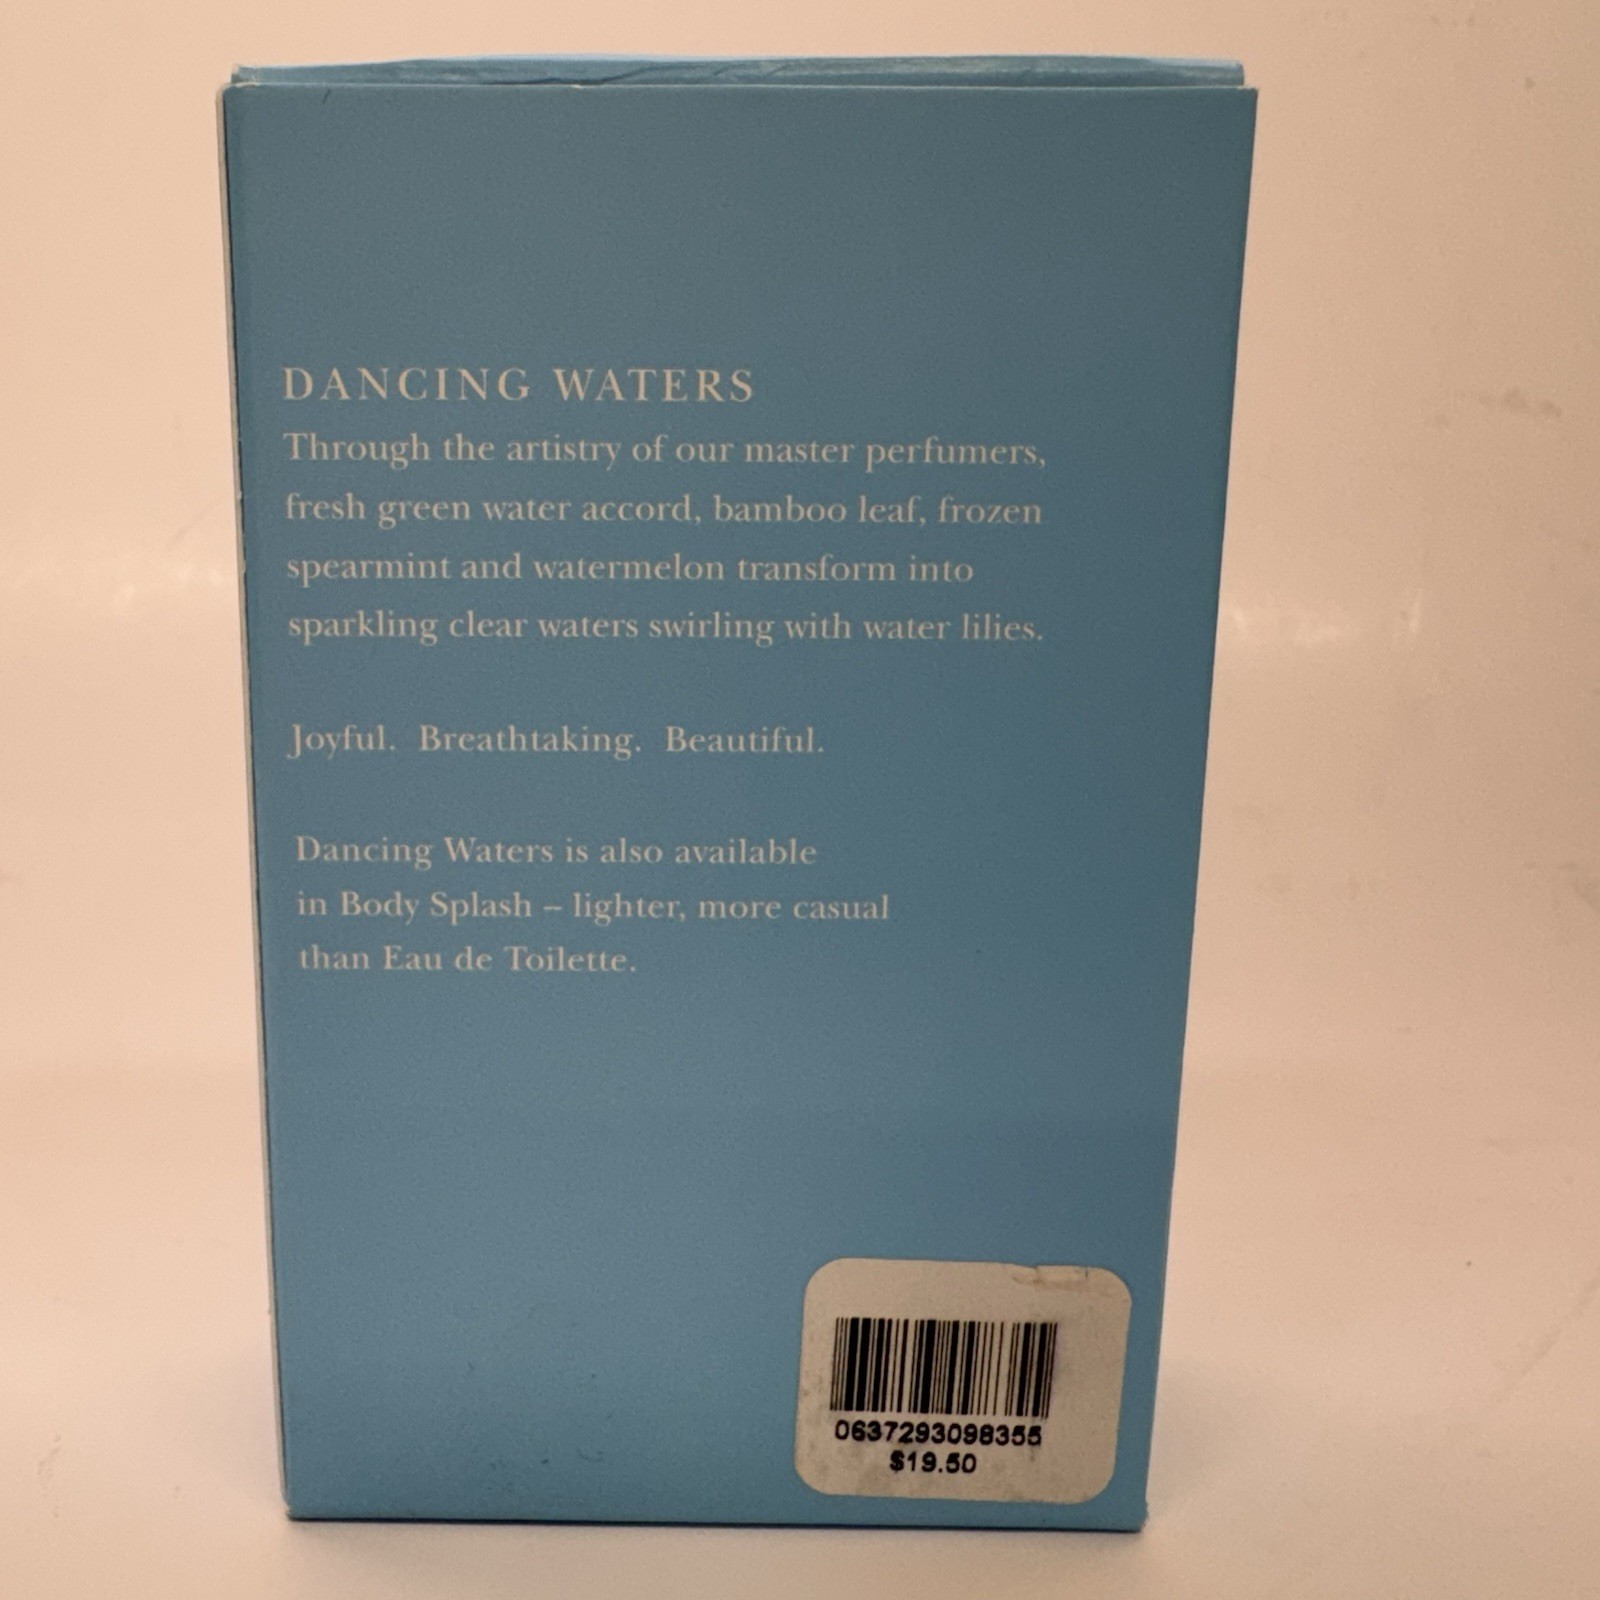 DANCING WATERS
Through the artistry of our master perfumers,
fresh green water accord, bamboo leaf, frozen
spearmint and watermelon transform into
sparkling clear waters swirling with water lilies.
Joyful. Breathtaking. Beautiful.
Dancing Waters is also available
in Body Splash – lighter, more casual
than Eau de Toilette.
0637293098355
$19.50